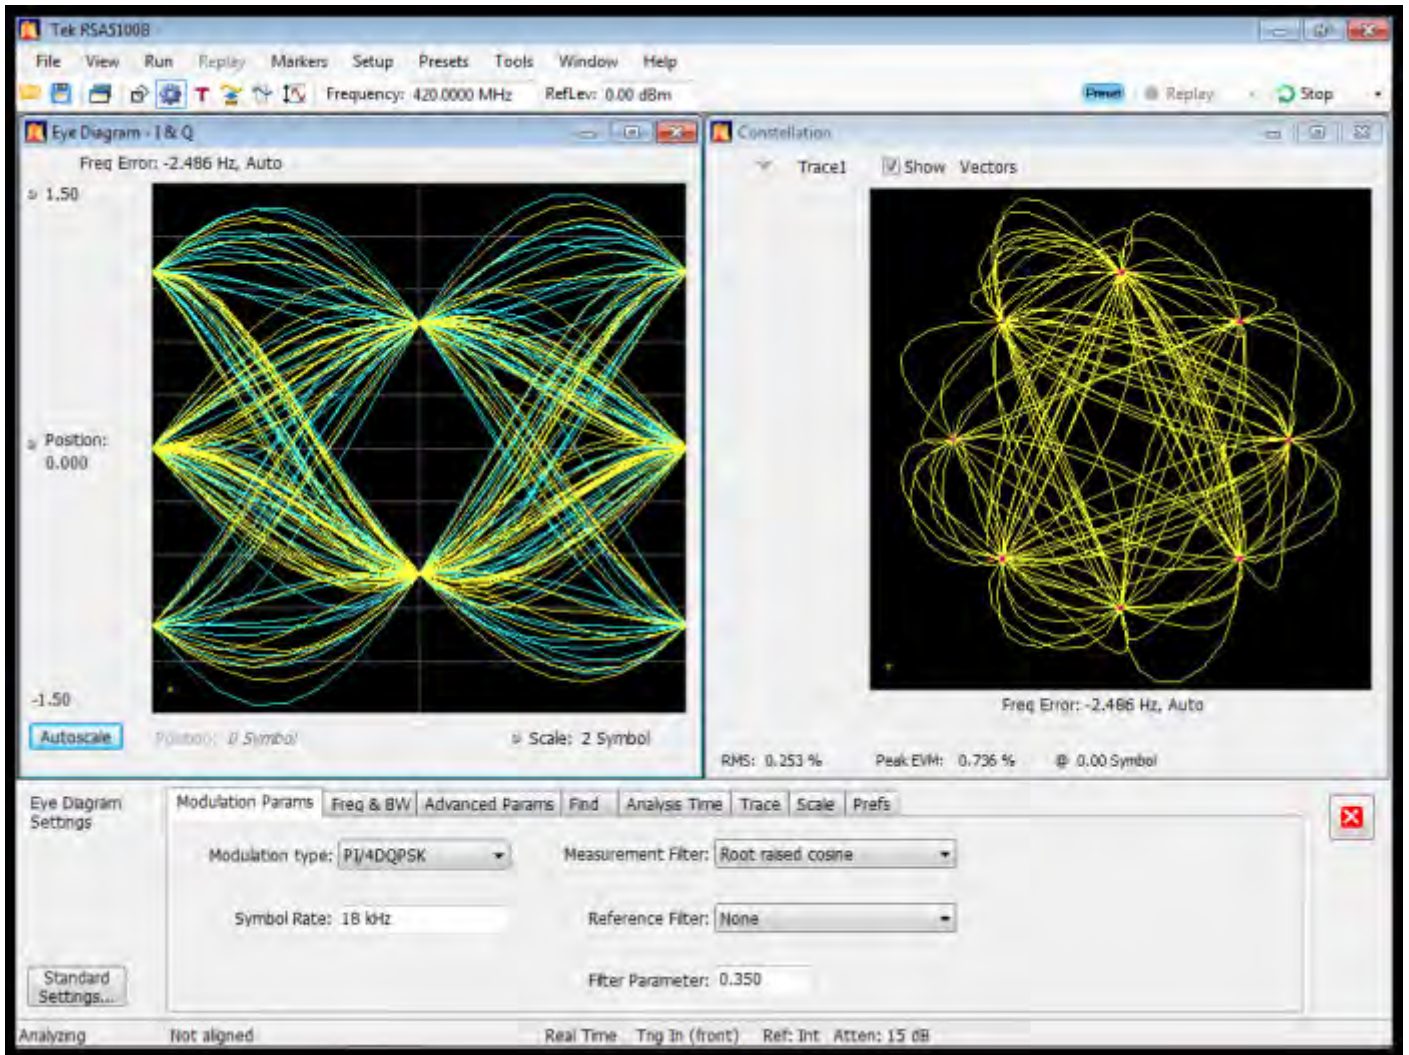 Tek RSA5100B
File View Run Replay Markers Setup Presets Tools Window Help
Frequency: 420.0000 MHz RefLev: 0.00 dBm Preset Replay Stop
Eye Diagram - I & Q
Freq Error: -2.486 Hz, Auto
1.50
Position:
0.000
-1.50
Autoscale Position: 0 Symbol Scale: 2 Symbol
Constellation
Trace1 Show Vectors
Freq Error: -2.486 Hz, Auto
RMS: 0.253 % Peak EVM: 0.736 % @ 0.00 Symbol
Eye Diagram
Settings
Modulation Params Freq & BW Advanced Params Find Analysis Time Trace Scale Prefs
Modulation type: PI/4DQPSK Measurement Filter: Root raised cosine
Symbol Rate: 18 kHz Reference Filter: None
Filter Parameter: 0.350
Standard
Settings...
Analyzing Not aligned Real Time Trig In (front) Ref: Int Atten: 15 dB